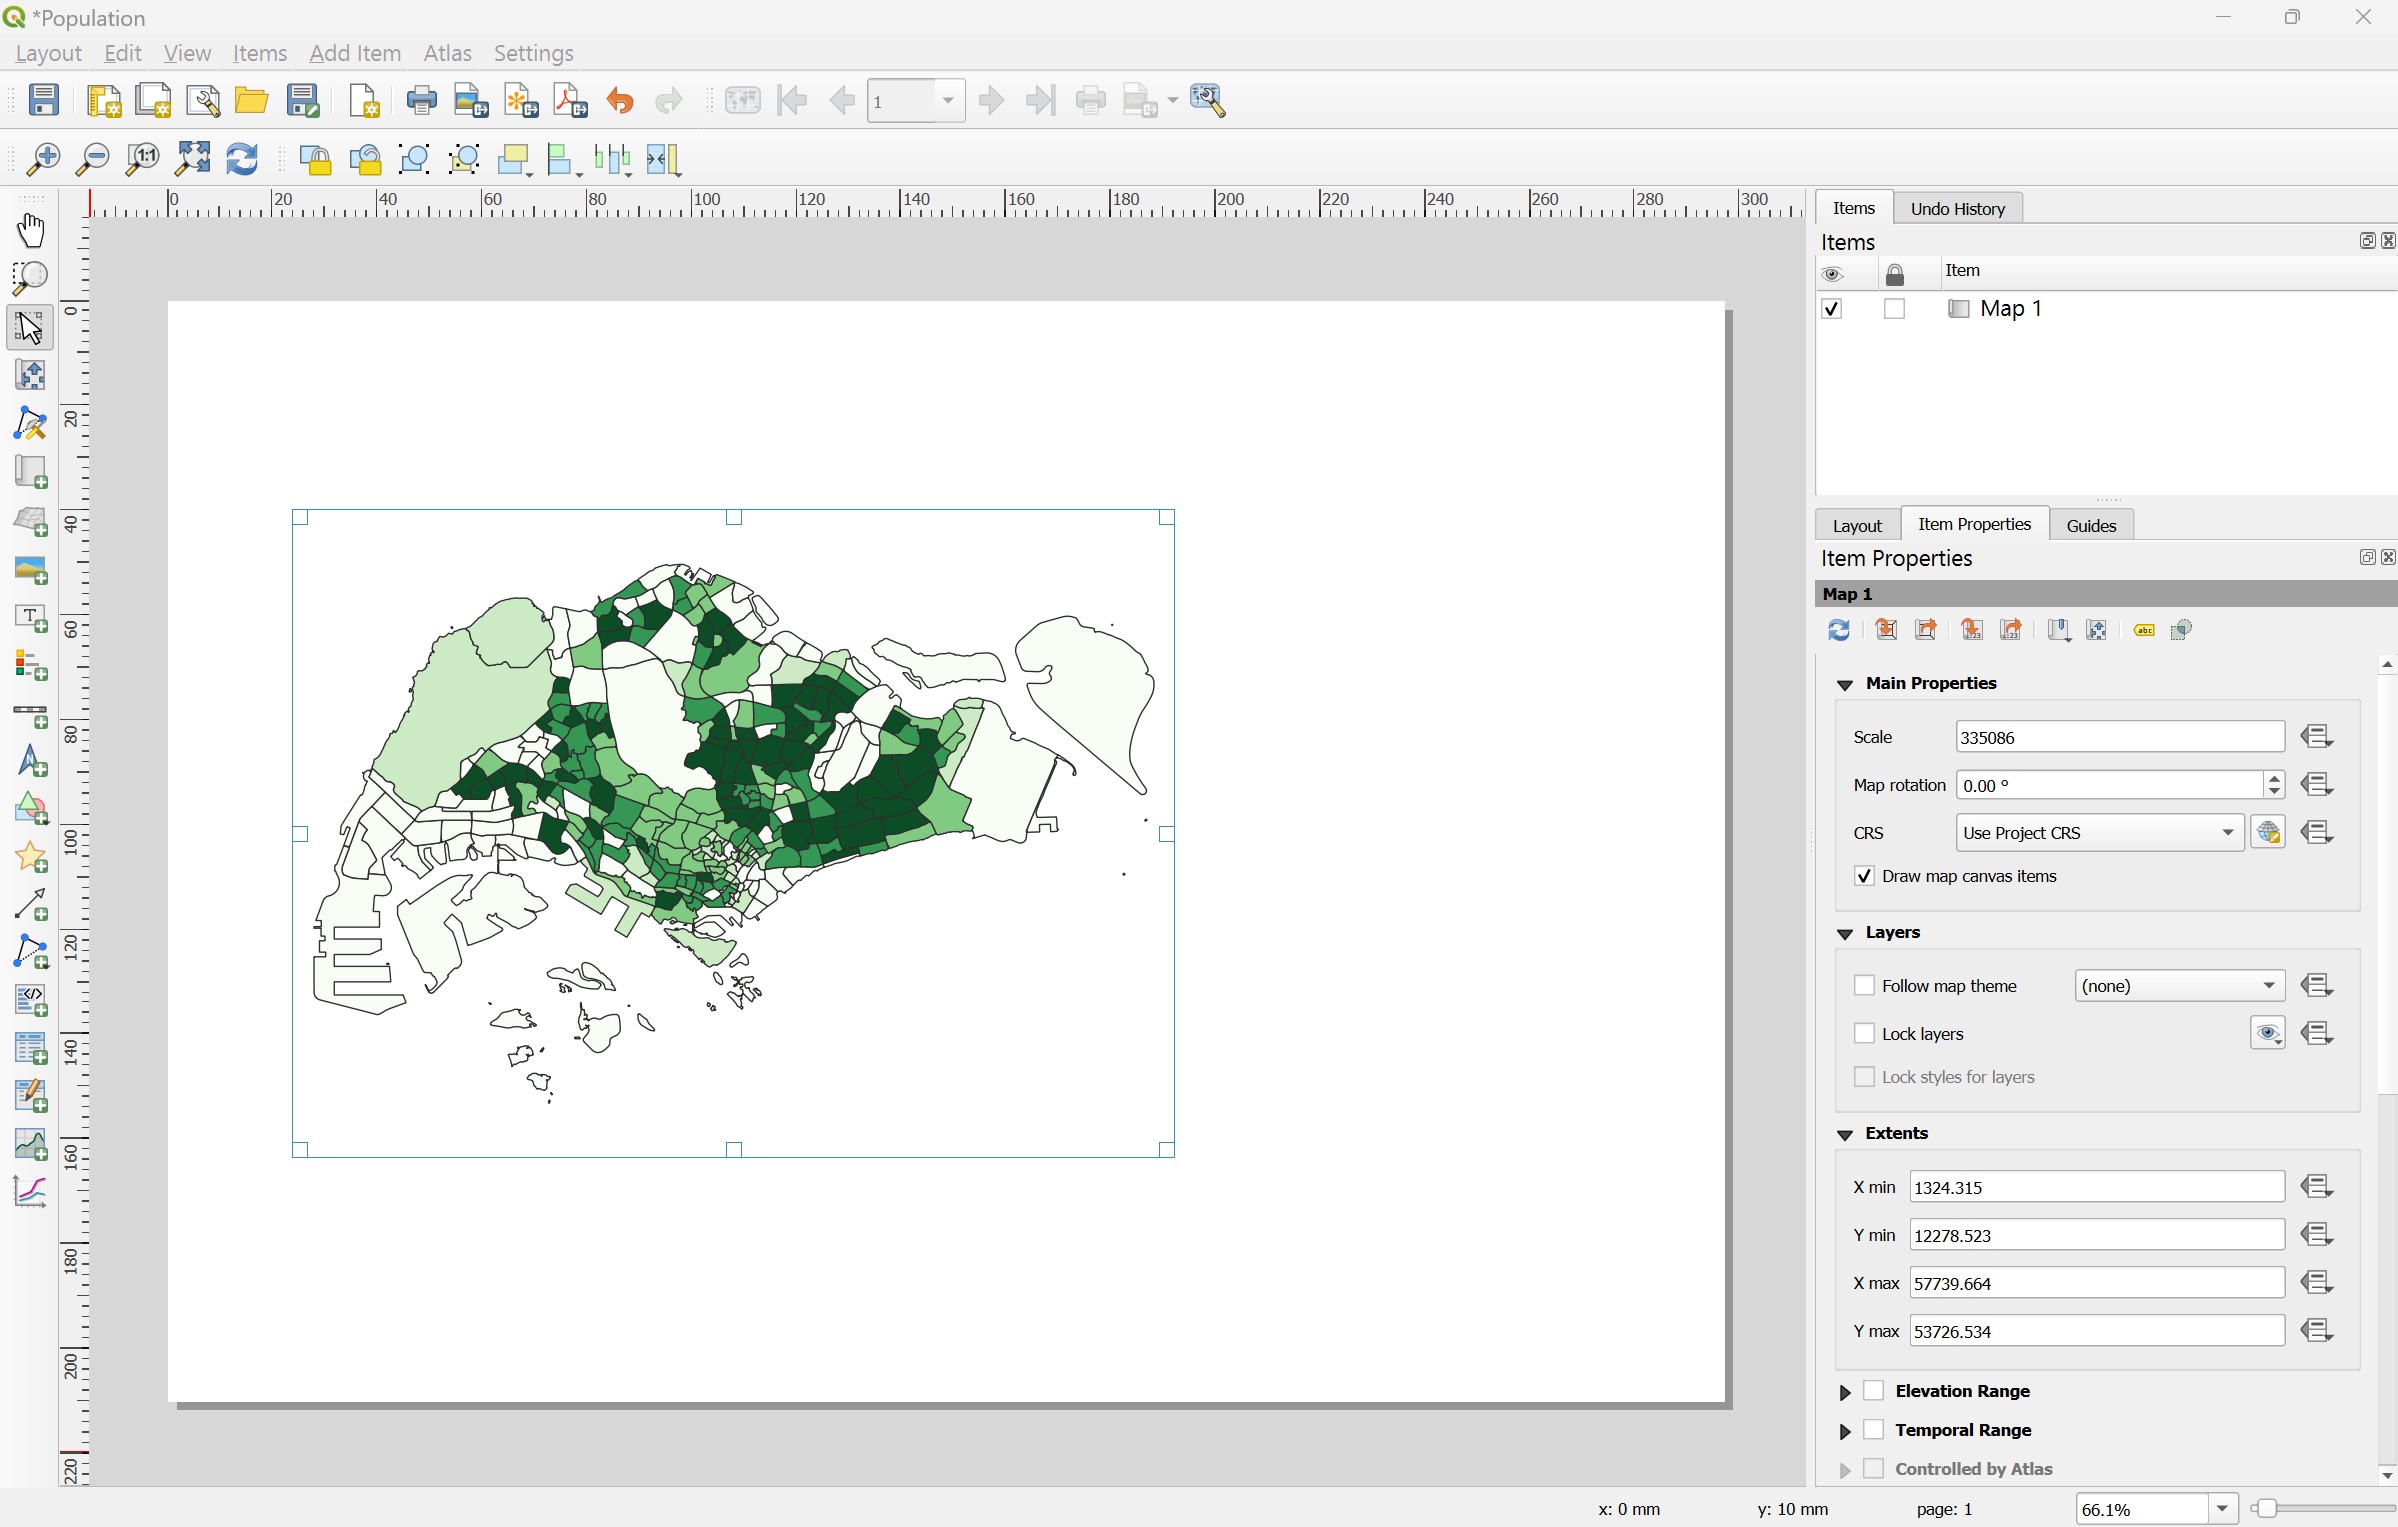 *Population
Layout Edit View Items Add Item Atlas Settings
1:1
1
0 20 40 60 80 100 120 140 160 180 200 220 240 260 280 300
0
20
40
60
80
100
120
140
160
180
200
220
T
N
Items Undo History
Items
Item
Map 1
Layout Item Properties Guides
Item Properties
Map 1
123 123 abc
Main Properties
Scale 335086
Map rotation 0.00 °
CRS Use Project CRS
Draw map canvas items
Layers
Follow map theme (none)
Lock layers
Lock styles for layers
Extents
X min 1324.315
Y min 12278.523
X max 57739.664
Y max 53726.534
Elevation Range
Temporal Range
Controlled by Atlas
x: 0 mm y: 10 mm page: 1 66.1%